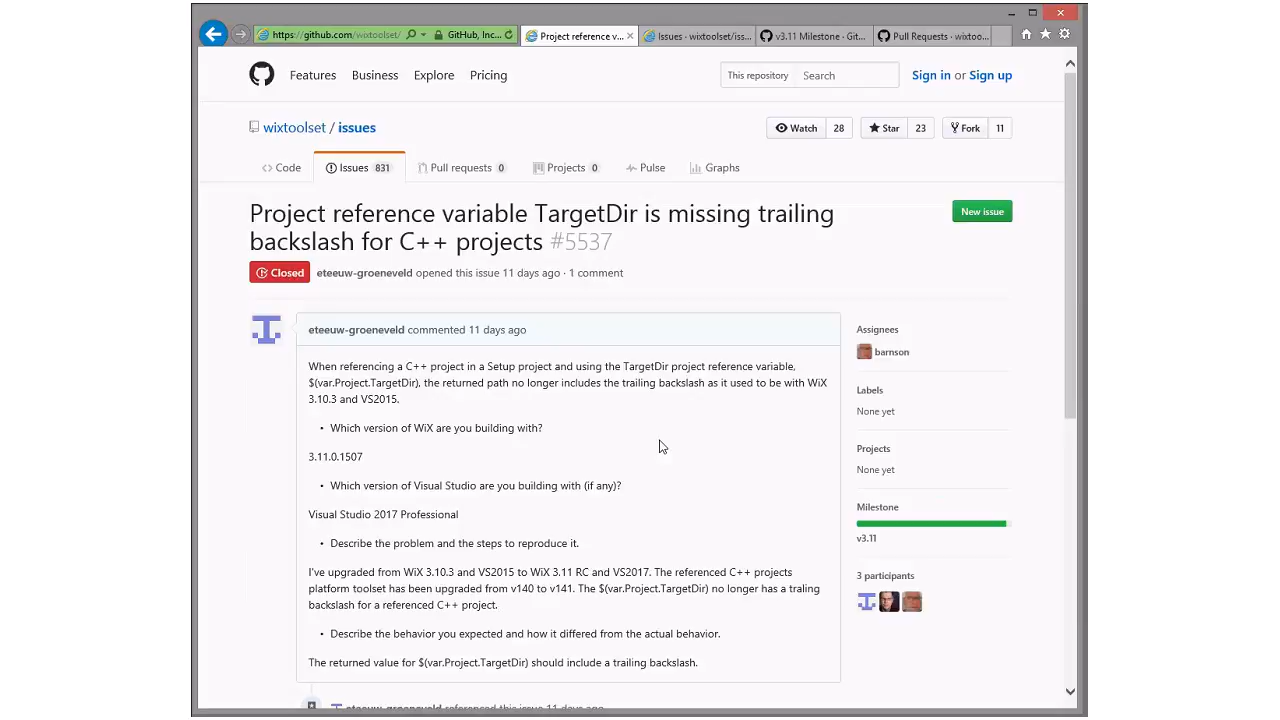 https://github.com/wixtoolset/ GitHub, Inc... Project reference v... Issues · wixtoolset/iss... v3.11 Milestone · Git... Pull Requests · wixtoo...
Features Business Explore Pricing This repository Search Sign in or Sign up
wixtoolset / issues Watch 28 Star 23 Fork 11
Code Issues 831 Pull requests 0 Projects 0 Pulse Graphs
Project reference variable TargetDir is missing trailing
backslash for C++ projects #5537
New issue
Closed eteeuw-groeneveld opened this issue 11 days ago · 1 comment
eteeuw-groeneveld commented 11 days ago
When referencing a C++ project in a Setup project and using the TargetDir project reference variable,
$(var.Project.TargetDir), the returned path no longer includes the trailing backslash as it used to be with WiX
3.10.3 and VS2015.
• Which version of WiX are you building with?
3.11.0.1507
• Which version of Visual Studio are you building with (if any)?
Visual Studio 2017 Professional
• Describe the problem and the steps to reproduce it.
I've upgraded from WiX 3.10.3 and VS2015 to WiX 3.11 RC and VS2017. The referenced C++ projects
platform toolset has been upgraded from v140 to v141. The $(var.Project.TargetDir) no longer has a traling
backslash for a referenced C++ project.
• Describe the behavior you expected and how it differed from the actual behavior.
The returned value for $(var.Project.TargetDir) should include a trailing backslash.
eteeuw-groeneveld referenced this issue 11 days ago
Assignees
barnson
Labels
None yet
Projects
None yet
Milestone
v3.11
3 participants